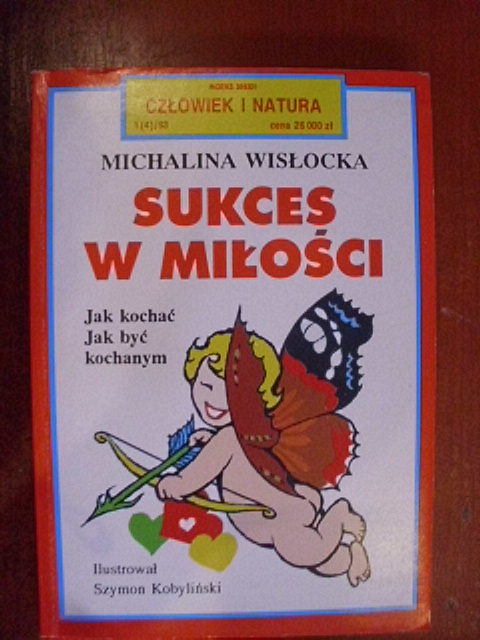 CZŁOWIEK I NATURA
cena 25 000 zł
MICHALINA WISŁOCKA
SUKCES
W MIŁOŚCI
Jak kochać
Jak być
kochanym
Ilustrował
Szymon Kobyliński